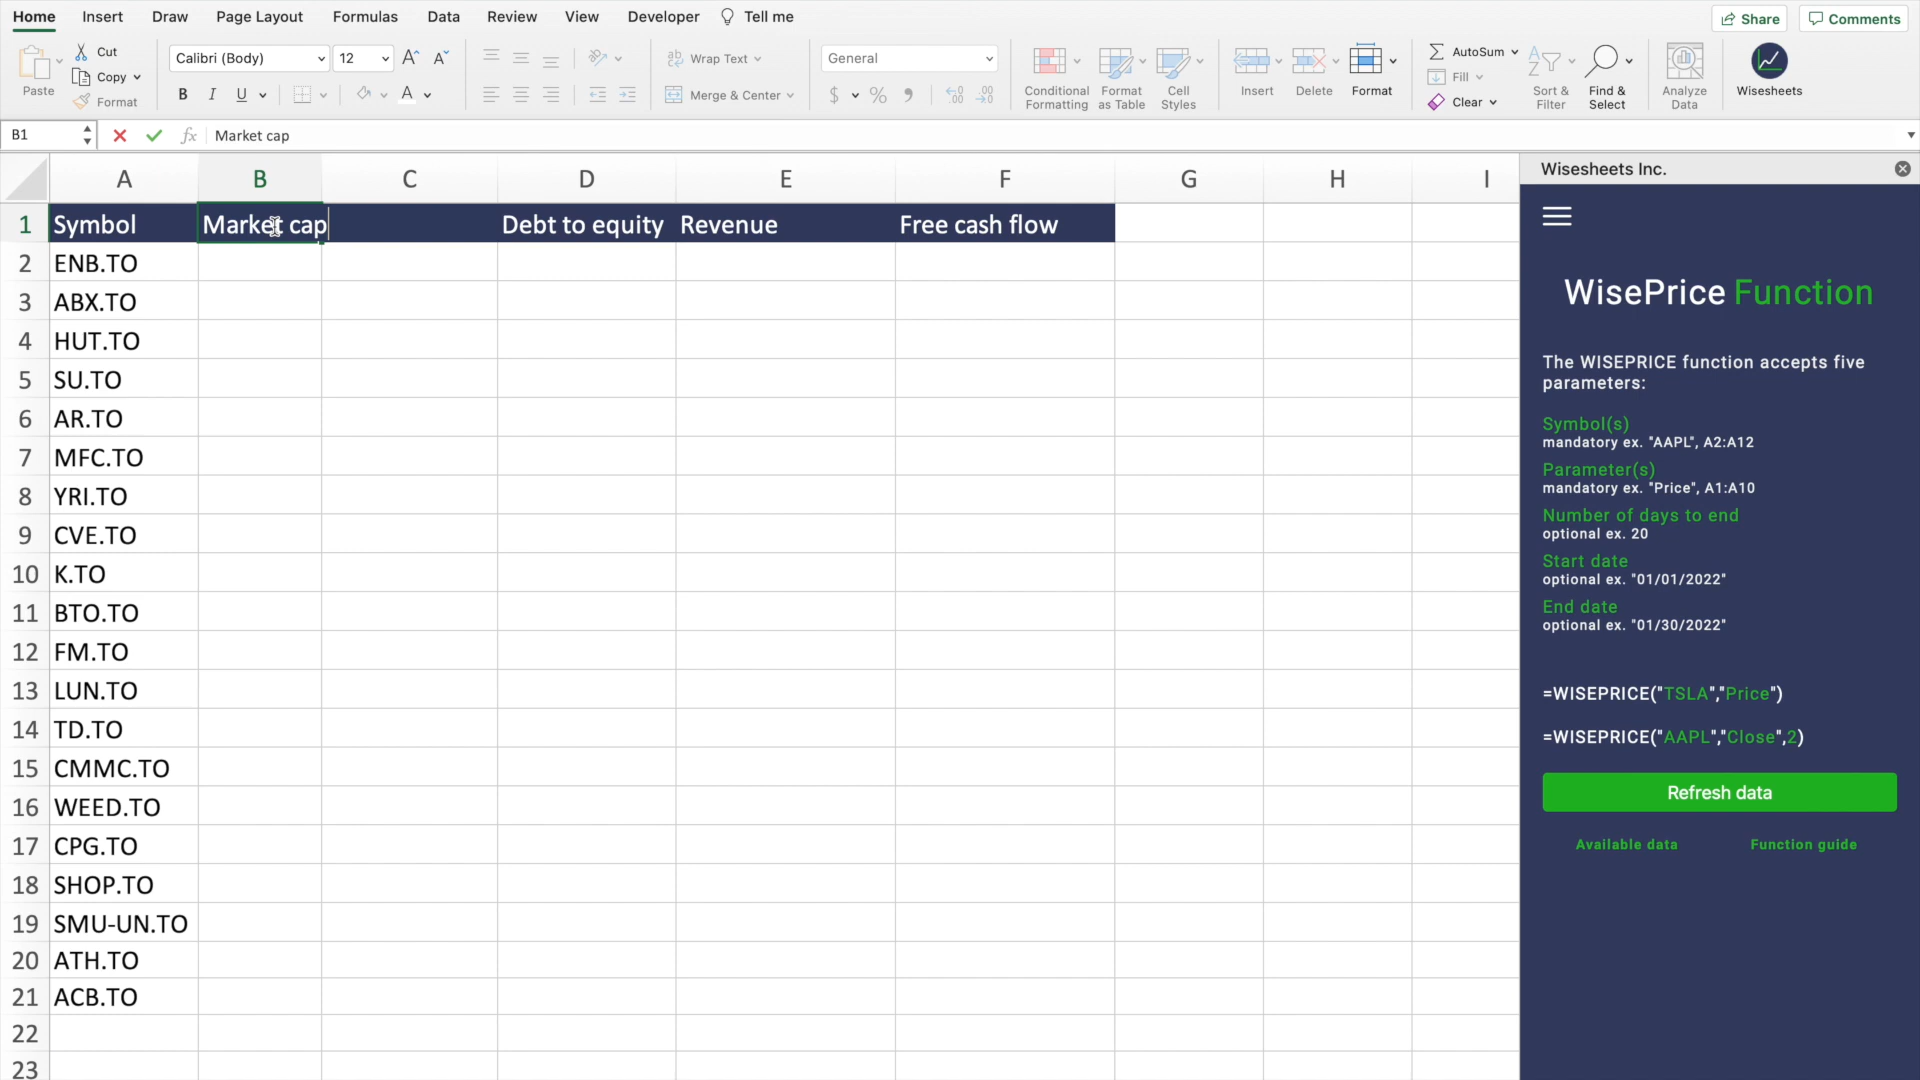 Home Insert Draw Page Layout Formulas Data Review View Developer Tell me Share Comments
Paste Cut Copy Format
Calibri (Body) 12 A^ A˅
B I U A
ab Wrap Text
Merge & Center
General
$ %
Conditional Formatting
Format as Table
Cell Styles
Insert Delete Format
AutoSum
Fill
Clear
Sort & Filter
Find & Select
Analyze Data
Wisesheets
B1 fx Market cap
A B C D E F G H I
1 Symbol Market cap Debt to equity Revenue Free cash flow
2 ENB.TO
3 ABX.TO
4 HUT.TO
5 SU.TO
6 AR.TO
7 MFC.TO
8 YRI.TO
9 CVE.TO
10 K.TO
11 BTO.TO
12 FM.TO
13 LUN.TO
14 TD.TO
15 CMMC.TO
16 WEED.TO
17 CPG.TO
18 SHOP.TO
19 SMU-UN.TO
20 ATH.TO
21 ACB.TO
22
23
Wisesheets Inc.
WisePrice Function
The WISEPRICE function accepts five
parameters:
Symbol(s)
mandatory ex. "AAPL", A2:A12
Parameter(s)
mandatory ex. "Price", A1:A10
Number of days to end
optional ex. 20
Start date
optional ex. "01/01/2022"
End date
optional ex. "01/30/2022"
=WISEPRICE("TSLA","Price")
=WISEPRICE("AAPL","Close",2)
Refresh data
Available data Function guide